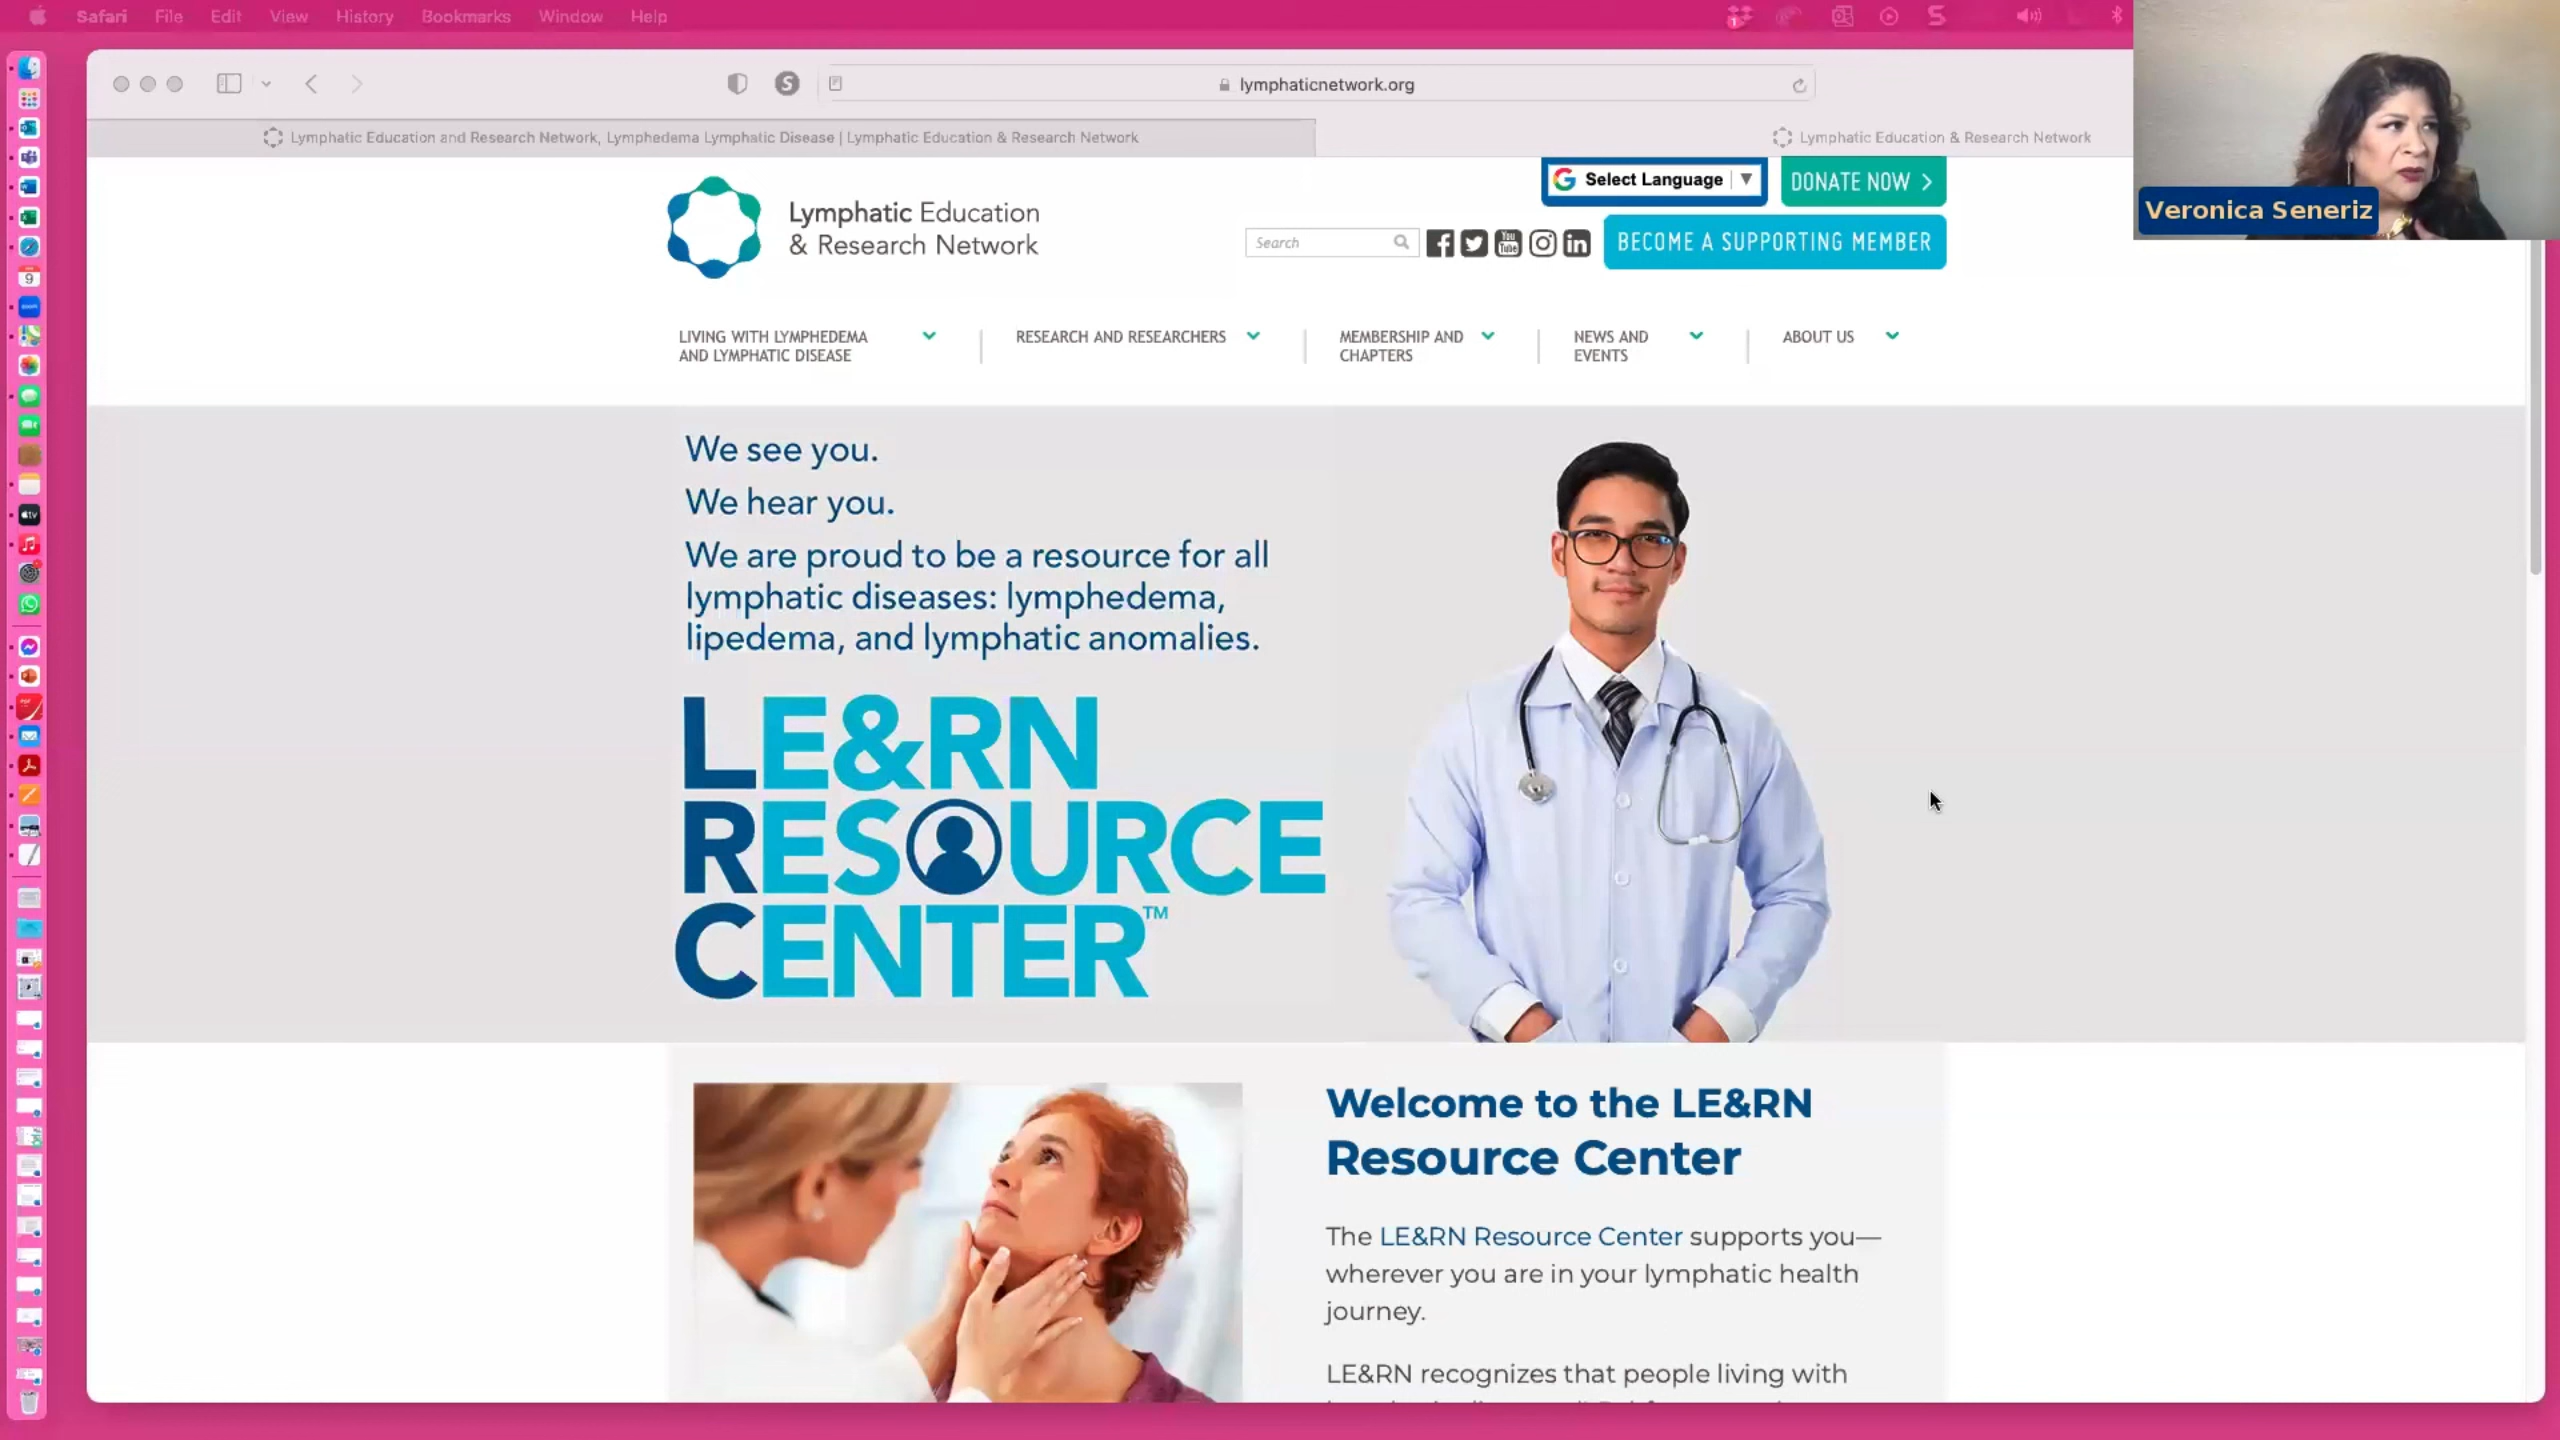 Safari File Edit View History Bookmarks Window Help
lymphaticnetwork.org
Lymphatic Education and Research Network, Lymphedema Lymphatic Disease | Lymphatic Education & Research Network
Lymphatic Education & Research Network
Veronica Seneriz
Lymphatic Education
& Research Network
Select Language ▼
DONATE NOW >
Search
BECOME A SUPPORTING MEMBER
LIVING WITH LYMPHEDEMA
AND LYMPHATIC DISEASE
RESEARCH AND RESEARCHERS
MEMBERSHIP AND
CHAPTERS
NEWS AND
EVENTS
ABOUT US
We see you.
We hear you.
We are proud to be a resource for all
lymphatic diseases: lymphedema,
lipedema, and lymphatic anomalies.
LE&RN
RESOURCE
CENTER™
Welcome to the LE&RN
Resource Center
The LE&RN Resource Center supports you—
wherever you are in your lymphatic health
journey.
LE&RN recognizes that people living with